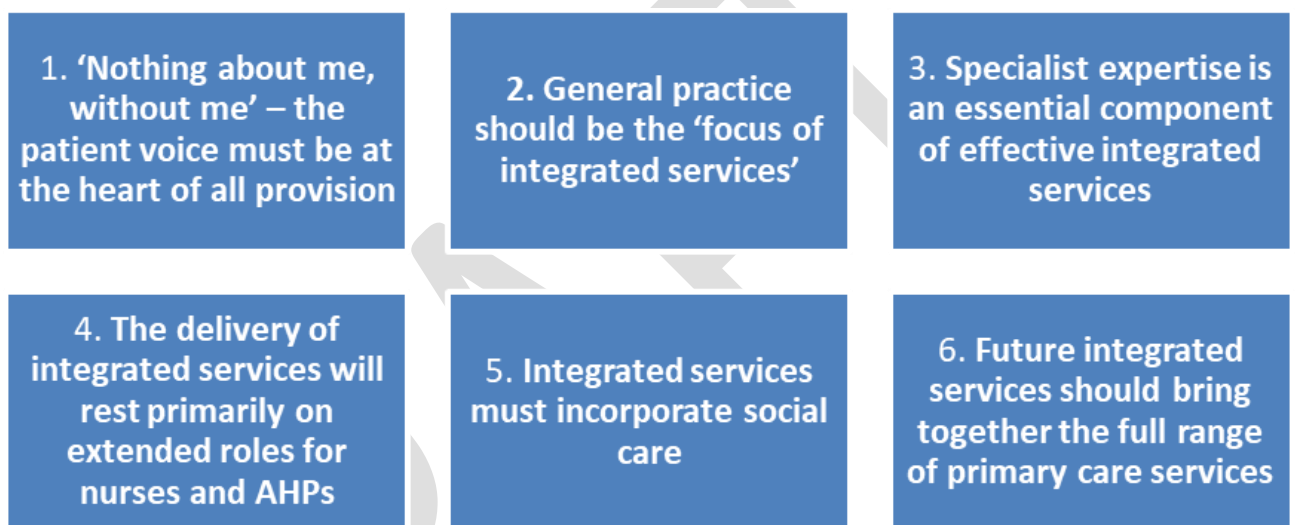 1. ‘Nothing about me,
without me’ – the
patient voice must be at
the heart of all provision
2. General practice
should be the ‘focus of
integrated services’
3. Specialist expertise is
an essential component
of effective integrated
services
4. The delivery of
integrated services will
rest primarily on
extended roles for
nurses and AHPs
5. Integrated services
must incorporate social
care
6. Future integrated
services should bring
together the full range
of primary care services